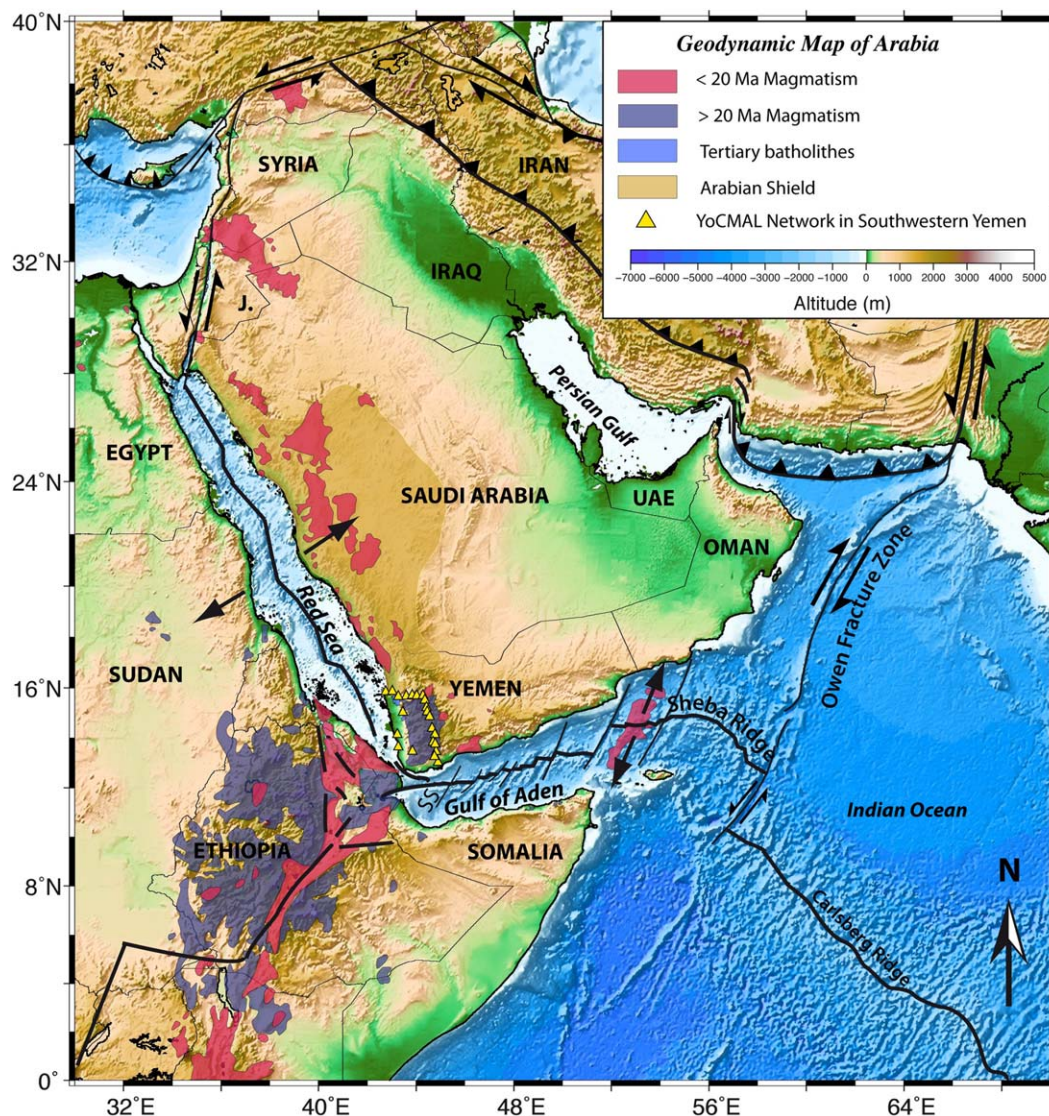 40°N
Geodynamic Map of Arabia
< 20 Ma Magmatism
> 20 Ma Magmatism
Tertiary batholithes
Arabian Shield
YoCMAL Network in Southwestern Yemen
-7000 -6000 -5000 -4000 -3000 -2000 -1000 0 1000 2000 3000 4000 5000
Altitude (m)
SYRIA
IRAN
32°N
IRAQ
J.
Persian Gulf
EGYPT
24°N
SAUDI ARABIA
UAE
OMAN
Red Sea
Owen Fracture Zone
SUDAN
16°N
YEMEN
Sheba Ridge
SS
Gulf of Aden
Indian Ocean
ETHIOPIA
SOMALIA
N
8°N
Carlsberg Ridge
0°
32°E
40°E
48°E
56°E
64°E